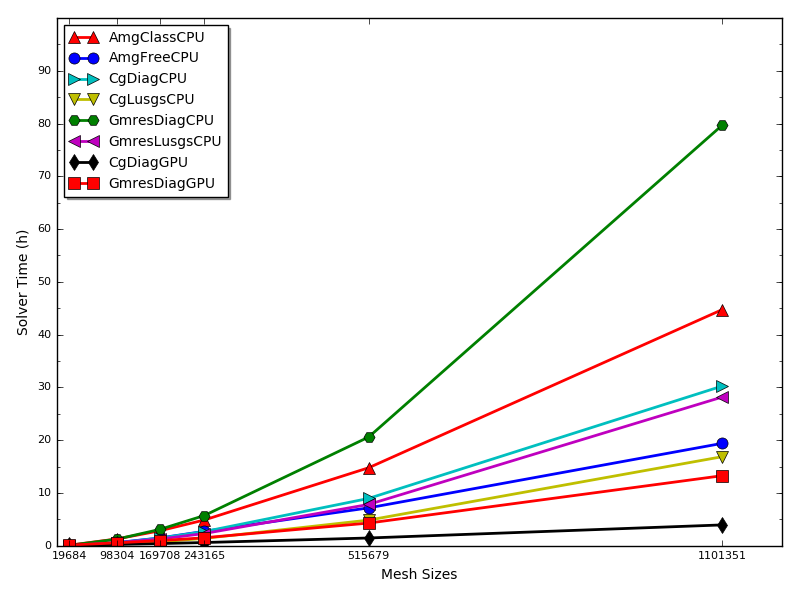 AmgClassCPU
AmgFreeCPU
CgDiagCPU
CgLusgsCPU
GmresDiagCPU
GmresLusgsCPU
CgDiagGPU
GmresDiagGPU
90
80
70
60
50
40
30
20
10
0
Solver Time (h)
19684 98304 169708 243165 515679 1101351
Mesh Sizes